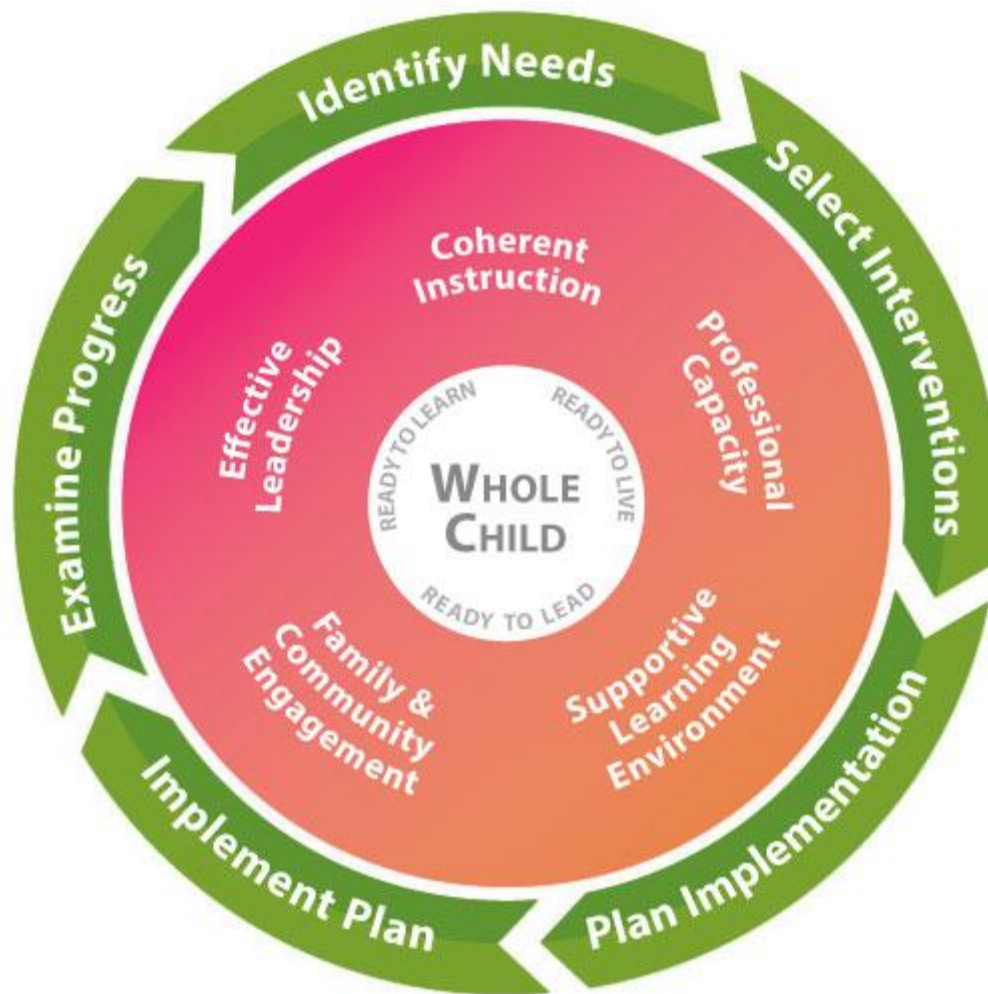 Identify Needs
Select Interventions
Plan Implementation
Implement Plan
Examine Progress
Coherent
Instruction
Professional
Capacity
Supportive
Learning
Environment
Family &
Community
Engagement
Effective
Leadership
READY TO LEARN
READY TO LIVE
READY TO LEAD
WHOLE
CHILD